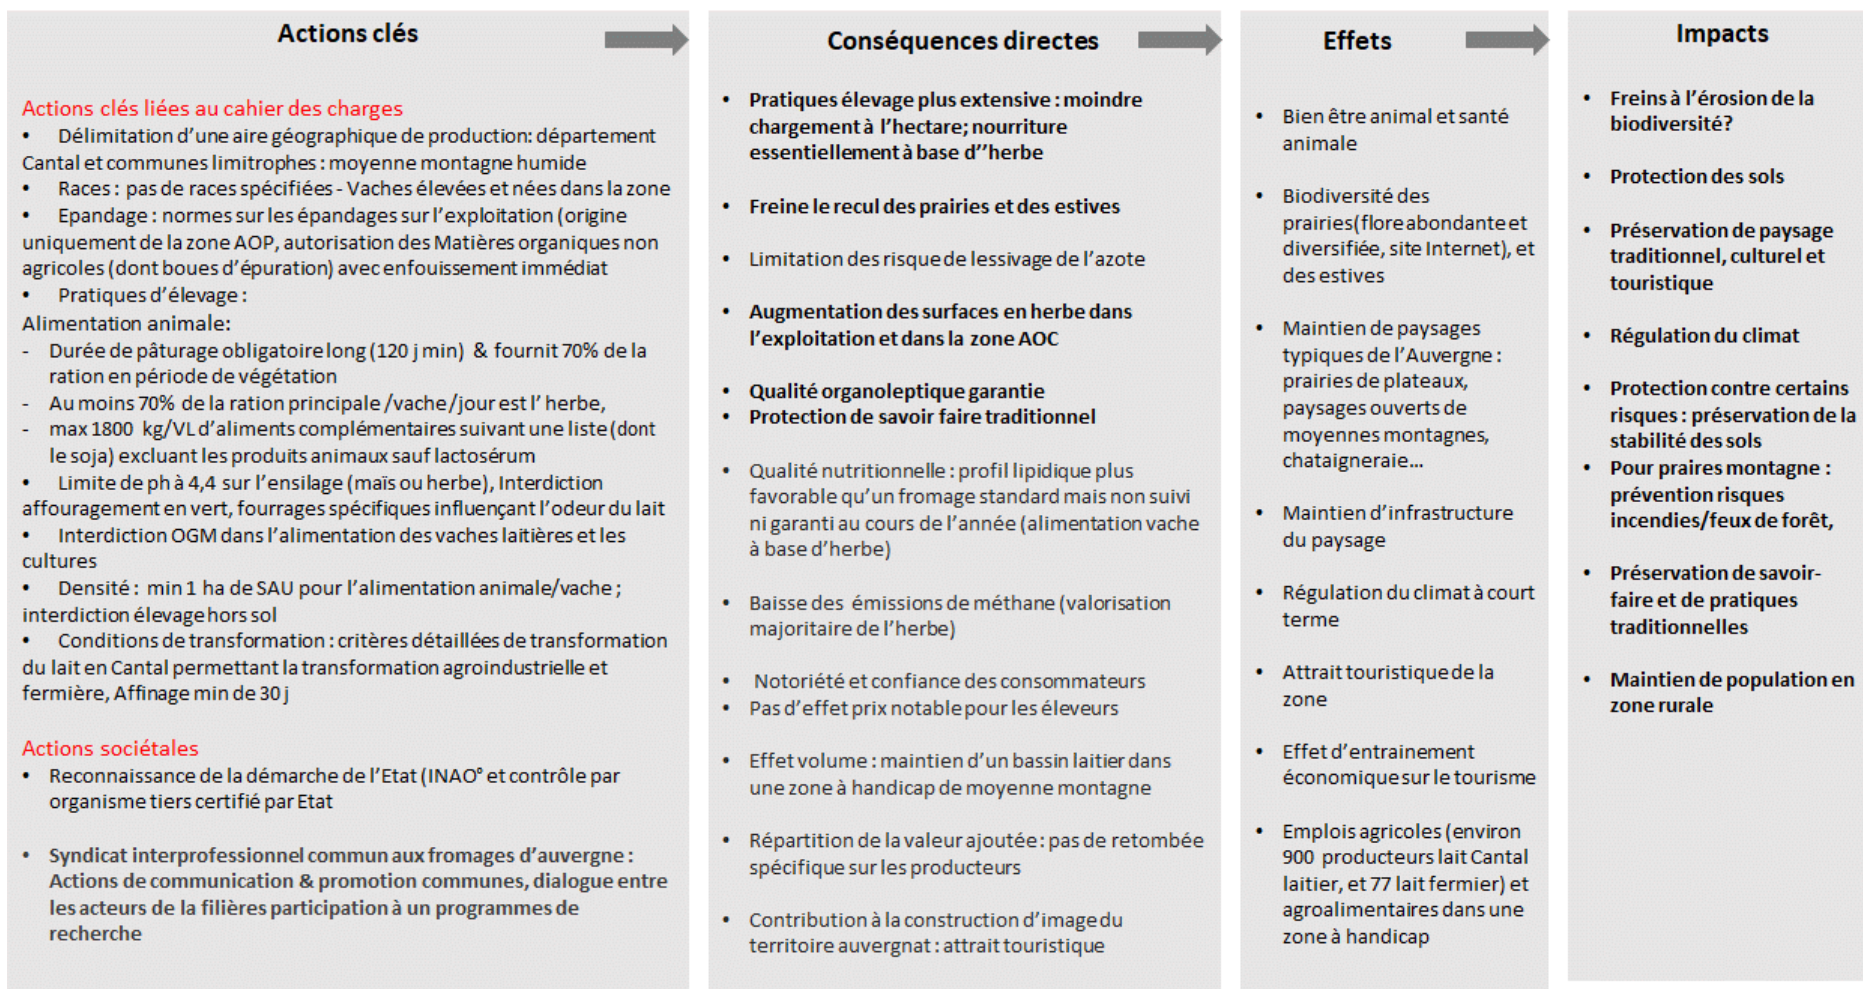 Actions clés
Actions clés liées au cahier des charges
• Délimitation d'une aire géographique de production: département
Cantal et communes limitrophes : moyenne montagne humide
• Races : pas de races spécifiées - Vaches élevées et nées dans la zone
• Epandage : normes sur les épandages sur l'exploitation (origine
uniquement de la zone AOP, autorisation des Matières organiques non
agricoles (dont boues d'épuration) avec enfouissement immédiat
• Pratiques d'élevage :
Alimentation animale:
- Durée de pâturage obligatoire long (120 j min) & fournit 70% de la
ration en période de végétation
- Au moins 70% de la ration principale /vache/jour est l' herbe,
- max 1800 kg/VL d'aliments complémentaires suivant une liste (dont
le soja) excluant les produits animaux sauf lactosérum
• Limite de ph à 4,4 sur l'ensilage (maïs ou herbe), Interdiction
affouragement en vert, fourrages spécifiques influençant l'odeur du lait
• Interdiction OGM dans l'alimentation des vaches laitières et les
cultures
• Densité : min 1 ha de SAU pour l'alimentation animale/vache ;
interdiction élevage hors sol
• Conditions de transformation : critères détaillées de transformation
du lait en Cantal permettant la transformation agroindustrielle et
fermière, Affinage min de 30 j
Actions sociétales
• Reconnaissance de la démarche de l'Etat (INAO° et contrôle par
organisme tiers certifié par Etat
• Syndicat interprofessionnel commun aux fromages d'auvergne :
Actions de communication & promotion communes, dialogue entre
les acteurs de la filières participation à un programmes de
recherche
Conséquences directes
• Pratiques élevage plus extensive : moindre
chargement à l'hectare; nourriture
essentiellement à base d''herbe
• Freine le recul des prairies et des estives
• Limitation des risque de lessivage de l'azote
• Augmentation des surfaces en herbe dans
l'exploitation et dans la zone AOC
• Qualité organoleptique garantie
• Protection de savoir faire traditionnel
• Qualité nutritionnelle : profil lipidique plus
favorable qu'un fromage standard mais non suivi
ni garanti au cours de l'année (alimentation vache
à base d'herbe)
• Baisse des émissions de méthane (valorisation
majoritaire de l'herbe)
• Notoriété et confiance des consommateurs
• Pas d'effet prix notable pour les éleveurs
• Effet volume : maintien d'un bassin laitier dans
une zone à handicap de moyenne montagne
• Répartition de la valeur ajoutée : pas de retombée
spécifique sur les producteurs
• Contribution à la construction d'image du
territoire auvergnat : attrait touristique
Effets
• Bien être animal et santé
animale
• Biodiversité des
prairies(flore abondante et
diversifiée, site Internet), et
des estives
• Maintien de paysages
typiques de l'Auvergne :
prairies de plateaux,
paysages ouverts de
moyennes montagnes,
chataigneraie...
• Maintien d'infrastructure
du paysage
• Régulation du climat à court
terme
• Attrait touristique de la
zone
• Effet d'entrainement
économique sur le tourisme
• Emplois agricoles (environ
900 producteurs lait Cantal
laitier, et 77 lait fermier) et
agroalimentaires dans une
zone à handicap
Impacts
• Freins à l'érosion de la
biodiversité?
• Protection des sols
• Préservation de paysage
traditionnel, culturel et
touristique
• Régulation du climat
• Protection contre certains
risques : préservation de la
stabilité des sols
• Pour praires montagne :
prévention risques
incendies/feux de forêt,
• Préservation de savoir-
faire et de pratiques
traditionnelles
• Maintien de population en
zone rurale